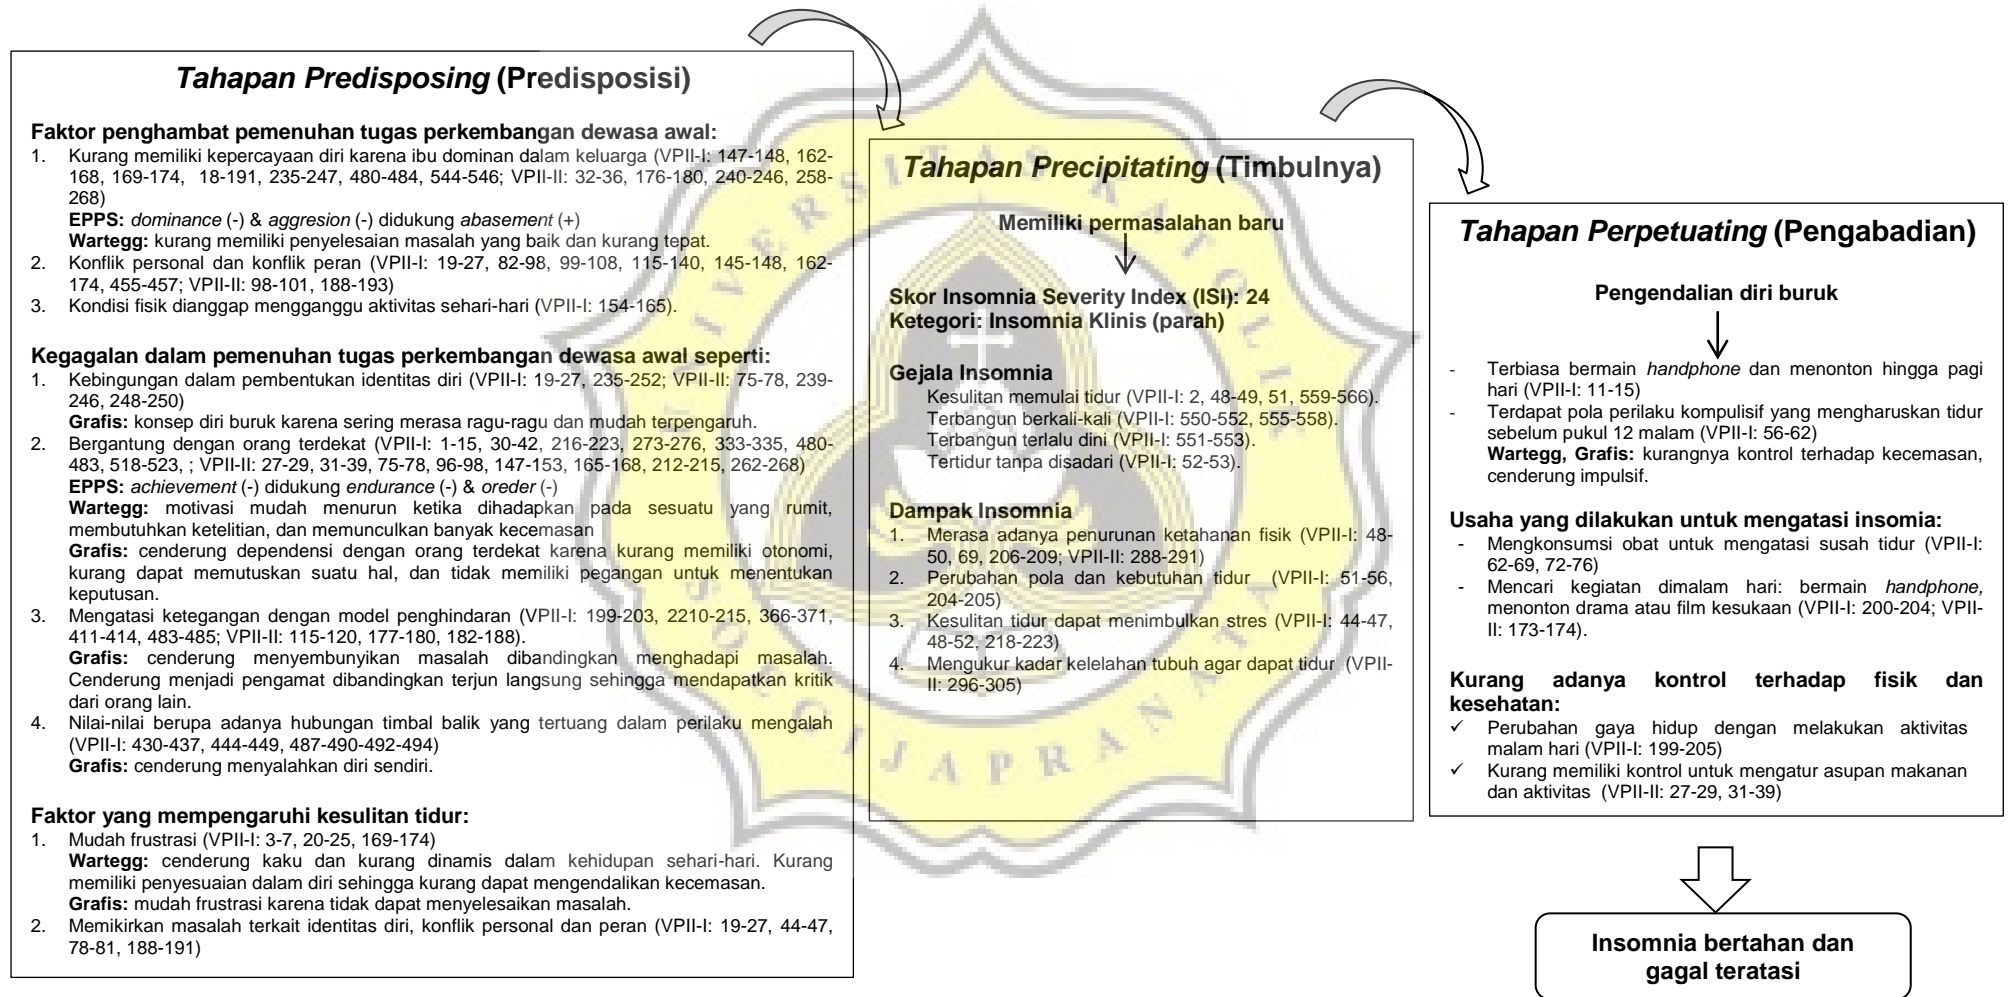 Tahapan Predisposing (Predisposisi)
Faktor penghambat pemenuhan tugas perkembangan dewasa awal:
1. Kurang memiliki kepercayaan diri karena ibu dominan dalam keluarga (VPII-I: 147-148, 162-
168, 169-174, 18-191, 235-247, 480-484, 544-546; VPII-II: 32-36, 176-180, 240-246, 258-
268)
EPPS: dominance (-) & aggresion (-) didukung abasement (+)
Wartegg: kurang memiliki penyelesaian masalah yang baik dan kurang tepat.
2. Konflik personal dan konflik peran (VPII-I: 19-27, 82-98, 99-108, 115-140, 145-148, 162-
174, 455-457; VPII-II: 98-101, 188-193)
3. Kondisi fisik dianggap mengganggu aktivitas sehari-hari (VPII-I: 154-165).
Kegagalan dalam pemenuhan tugas perkembangan dewasa awal seperti:
1. Kebingungan dalam pembentukan identitas diri (VPII-I: 19-27, 235-252; VPII-II: 75-78, 239-
246, 248-250)
Grafis: konsep diri buruk karena sering merasa ragu-ragu dan mudah terpengaruh.
2. Bergantung dengan orang terdekat (VPII-I: 1-15, 30-42, 216-223, 273-276, 333-335, 480-
483, 518-523, ; VPII-II: 27-29, 31-39, 75-78, 96-98, 147-153, 165-168, 212-215, 262-268)
EPPS: achievement (-) didukung endurance (-) & oreder (-)
Wartegg: motivasi mudah menurun ketika dihadapkan pada sesuatu yang rumit,
membutuhkan ketelitian, dan memunculkan banyak kecemasan
Grafis: cenderung dependensi dengan orang terdekat karena kurang memiliki otonomi,
kurang dapat memutuskan suatu hal, dan tidak memiliki pegangan untuk menentukan
keputusan.
3. Mengatasi ketegangan dengan model penghindaran (VPII-I: 199-203, 2210-215, 366-371,
411-414, 483-485; VPII-II: 115-120, 177-180, 182-188).
Grafis: cenderung menyembunyikan masalah dibandingkan menghadapi masalah.
Cenderung menjadi pengamat dibandingkan terjun langsung sehingga mendapatkan kritik
dari orang lain.
4. Nilai-nilai berupa adanya hubungan timbal balik yang tertuang dalam perilaku mengalah
(VPII-I: 430-437, 444-449, 487-490-492-494)
Grafis: cenderung menyalahkan diri sendiri.
Faktor yang mempengaruhi kesulitan tidur:
1. Mudah frustrasi (VPII-I: 3-7, 20-25, 169-174)
Wartegg: cenderung kaku dan kurang dinamis dalam kehidupan sehari-hari. Kurang
memiliki penyesuaian dalam diri sehingga kurang dapat mengendalikan kecemasan.
Grafis: mudah frustrasi karena tidak dapat menyelesaikan masalah.
2. Memikirkan masalah terkait identitas diri, konflik personal dan peran (VPII-I: 19-27, 44-47,
78-81, 188-191)
Tahapan Precipitating (Timbulnya)
Memiliki permasalahan baru
Skor Insomnia Severity Index (ISI): 24
Ketegori: Insomnia Klinis (parah)
Gejala Insomnia
Kesulitan memulai tidur (VPII-I: 2, 48-49, 51, 559-566).
Terbangun berkali-kali (VPII-I: 550-552, 555-558).
Terbangun terlalu dini (VPII-I: 551-553).
Tertidur tanpa disadari (VPII-I: 52-53).
Dampak Insomnia
1. Merasa adanya penurunan ketahanan fisik (VPII-I: 48-
50, 69, 206-209; VPII-II: 288-291)
2. Perubahan pola dan kebutuhan tidur (VPII-I: 51-56,
204-205)
3. Kesulitan tidur dapat menimbulkan stres (VPII-I: 44-47,
48-52, 218-223)
4. Mengukur kadar kelelahan tubuh agar dapat tidur (VPII-
II: 296-305)
Tahapan Perpetuating (Pengabadian)
Pengendalian diri buruk
- Terbiasa bermain handphone dan menonton hingga pagi
hari (VPII-I: 11-15)
- Terdapat pola perilaku kompulisif yang mengharuskan tidur
sebelum pukul 12 malam (VPII-I: 56-62)
Wartegg, Grafis: kurangnya kontrol terhadap kecemasan,
cenderung impulsif.
Usaha yang dilakukan untuk mengatasi insomia:
- Mengkonsumsi obat untuk mengatasi susah tidur (VPII-I:
62-69, 72-76)
- Mencari kegiatan dimalam hari: bermain handphone,
menonton drama atau film kesukaan (VPII-I: 200-204; VPII-
II: 173-174).
Kurang adanya kontrol terhadap fisik dan
kesehatan:
✓ Perubahan gaya hidup dengan melakukan aktivitas
malam hari (VPII-I: 199-205)
✓ Kurang memiliki kontrol untuk mengatur asupan makanan
dan aktivitas (VPII-II: 27-29, 31-39)
Insomnia bertahan dan
gagal teratasi
UNIVERSITAS KATOLIK
SOEGIJAPRANATA